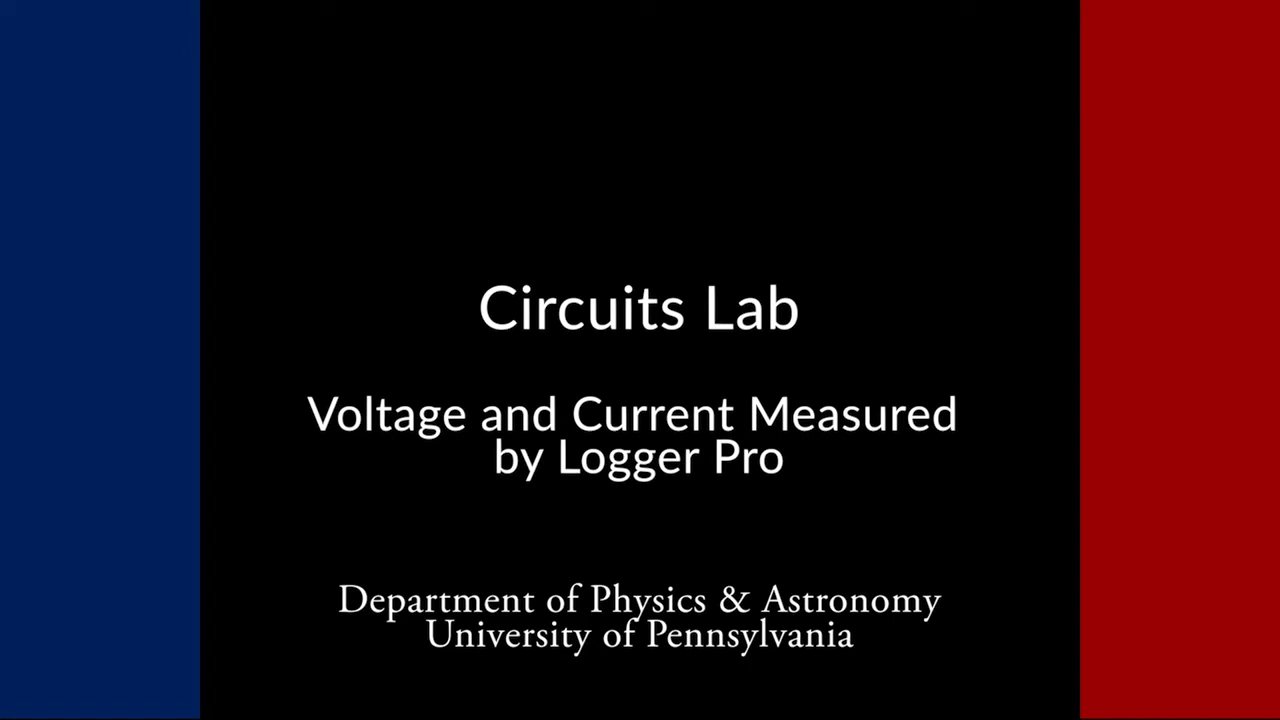 Circuits Lab
Voltage and Current Measured
by Logger Pro
Department of Physics & Astronomy
University of Pennsylvania